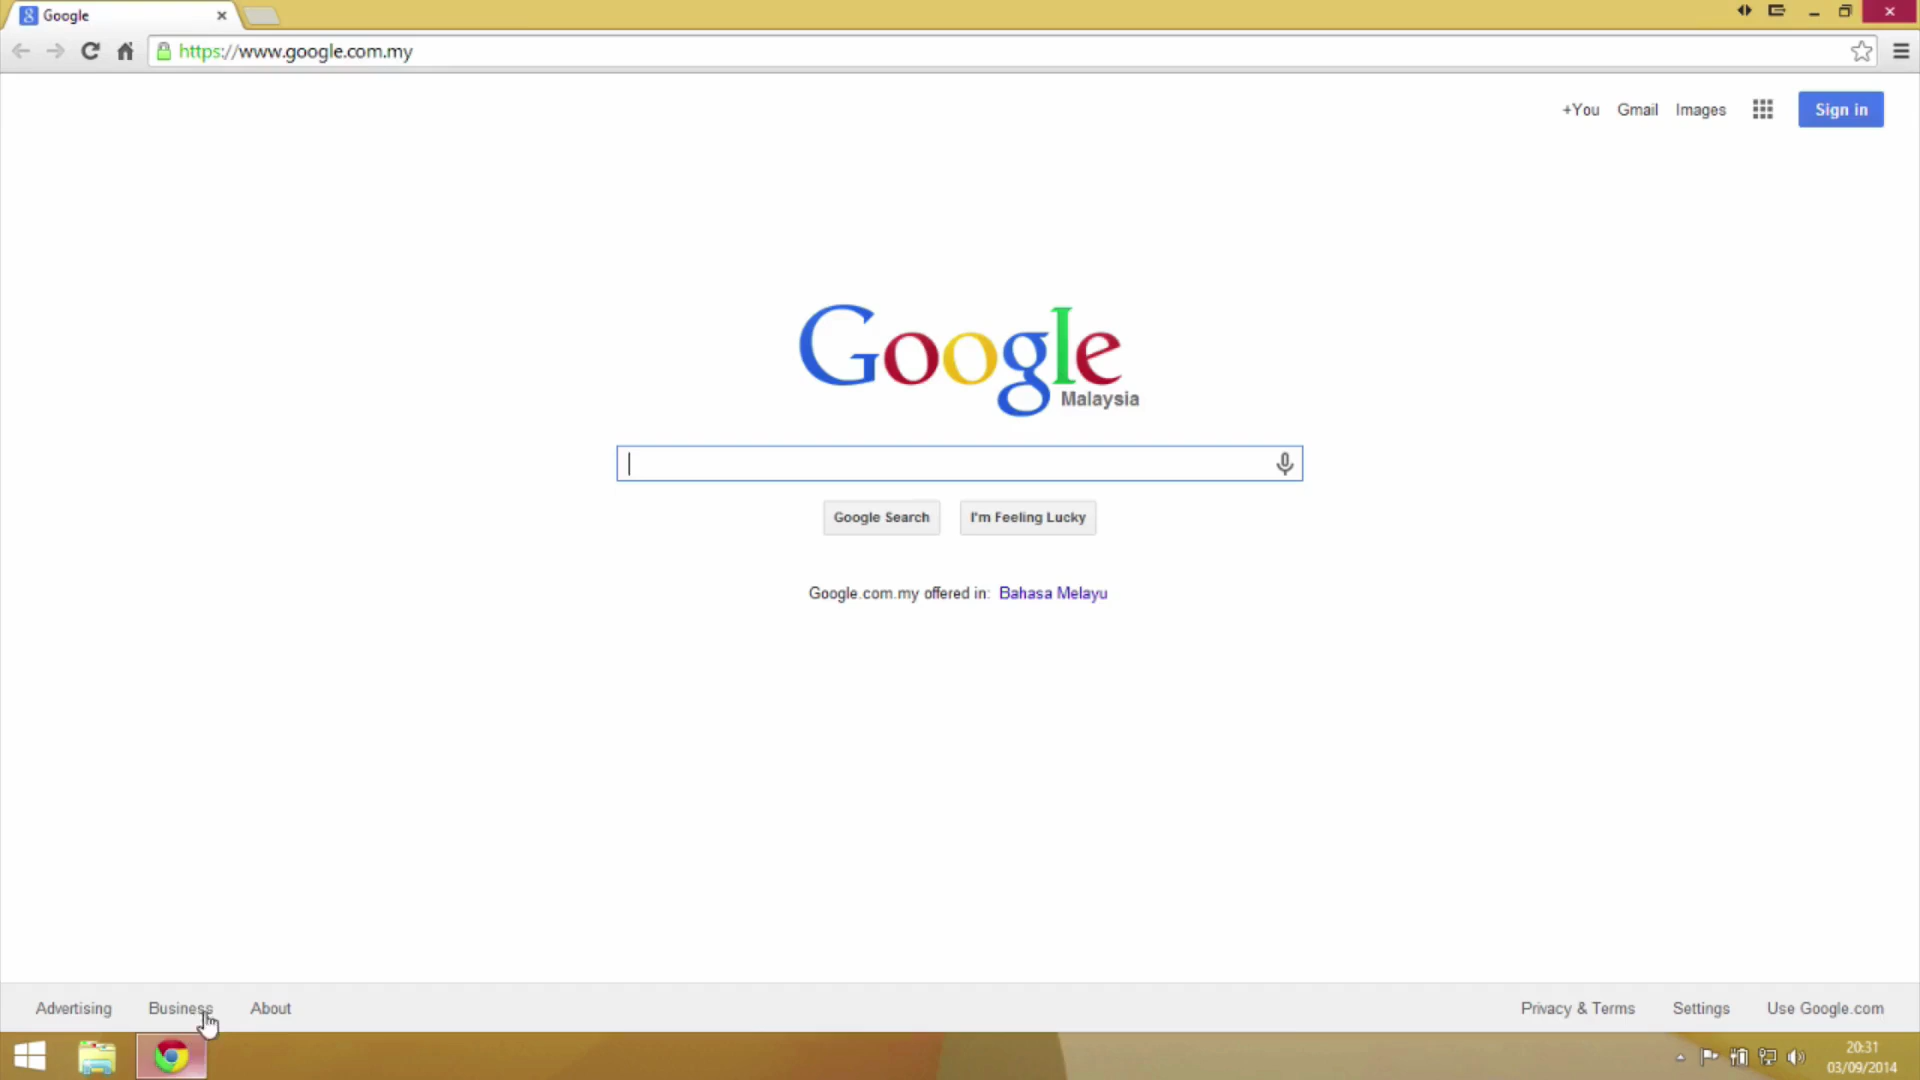 Google
https://www.google.com.my
+You Gmail Images Sign in
Google
Malaysia
Google Search I'm Feeling Lucky
Google.com.my offered in: Bahasa Melayu
Advertising Business About Privacy & Terms Settings Use Google.com
20:31
03/09/2014